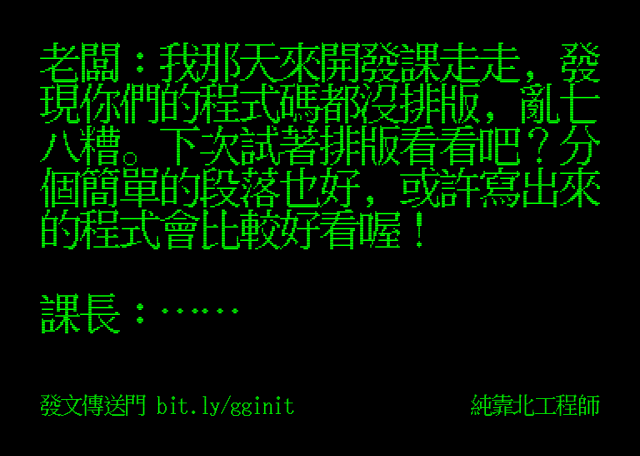 老闆：我那天來開發課走走，發
現你們的程式碼都沒排版，亂七
八糟。下次試著排版看看吧？分
個簡單的段落也好，或許寫出來
的程式會比較好看喔！
課長：⋯⋯
發文傳送門 bit.ly/gginit
純靠北工程師